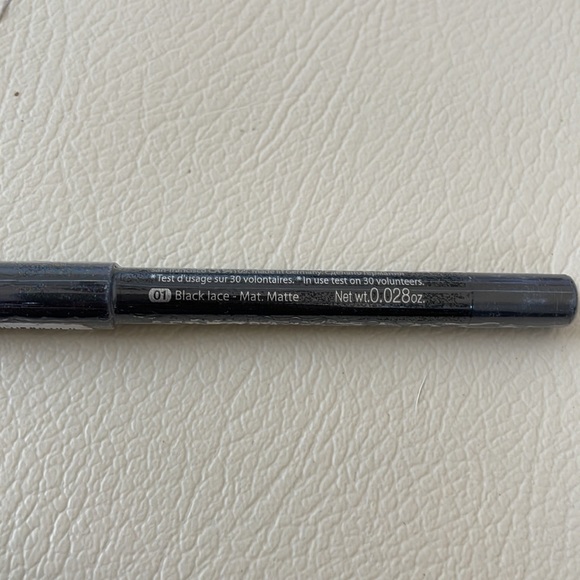 *Test d'usage sur 30 volontaires. *In use test on 30 volunteers.
01 Black lace - Mat. Matte Net wt.0.028oz.